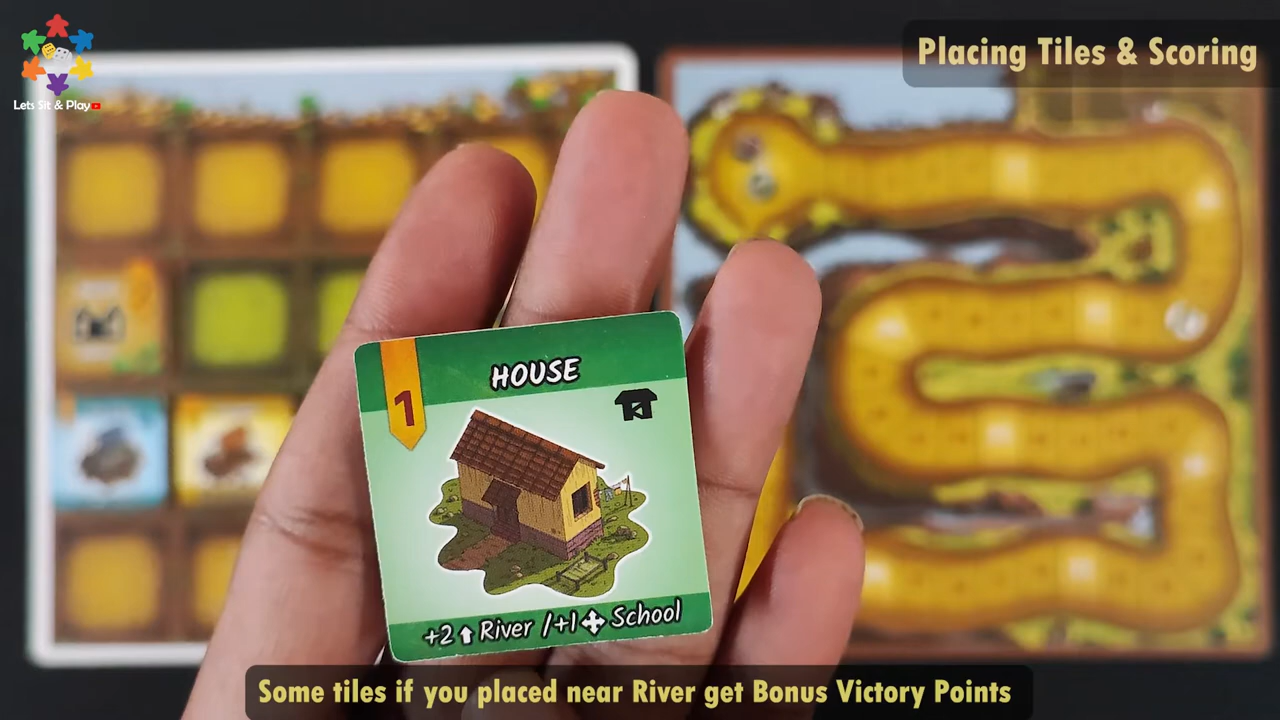 Lets Sit & Play
Placing Tiles & Scoring
HOUSE
1
+2 River /+1 School
Some tiles if you placed near River get Bonus Victory Points